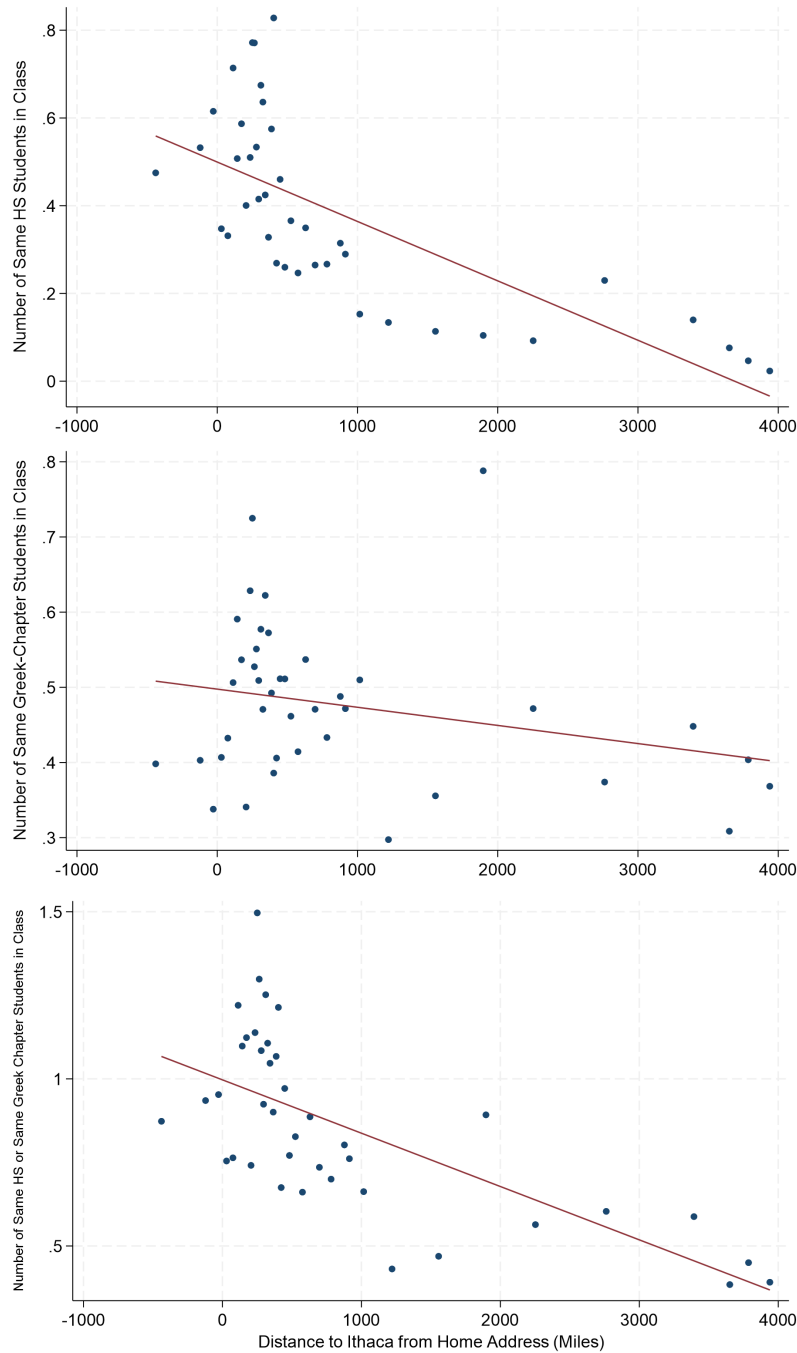 Number of Same HS Students in Class
.8
.6
.4
.2
0
-1000 0 1000 2000 3000 4000
Number of Same Greek-Chapter Students in Class
.8
.7
.6
.5
.4
.3
-1000 0 1000 2000 3000 4000
Number of Same HS or Same Greek Chapter Students in Class
1.5
1
.5
-1000 0 1000 2000 3000 4000
Distance to Ithaca from Home Address (Miles)